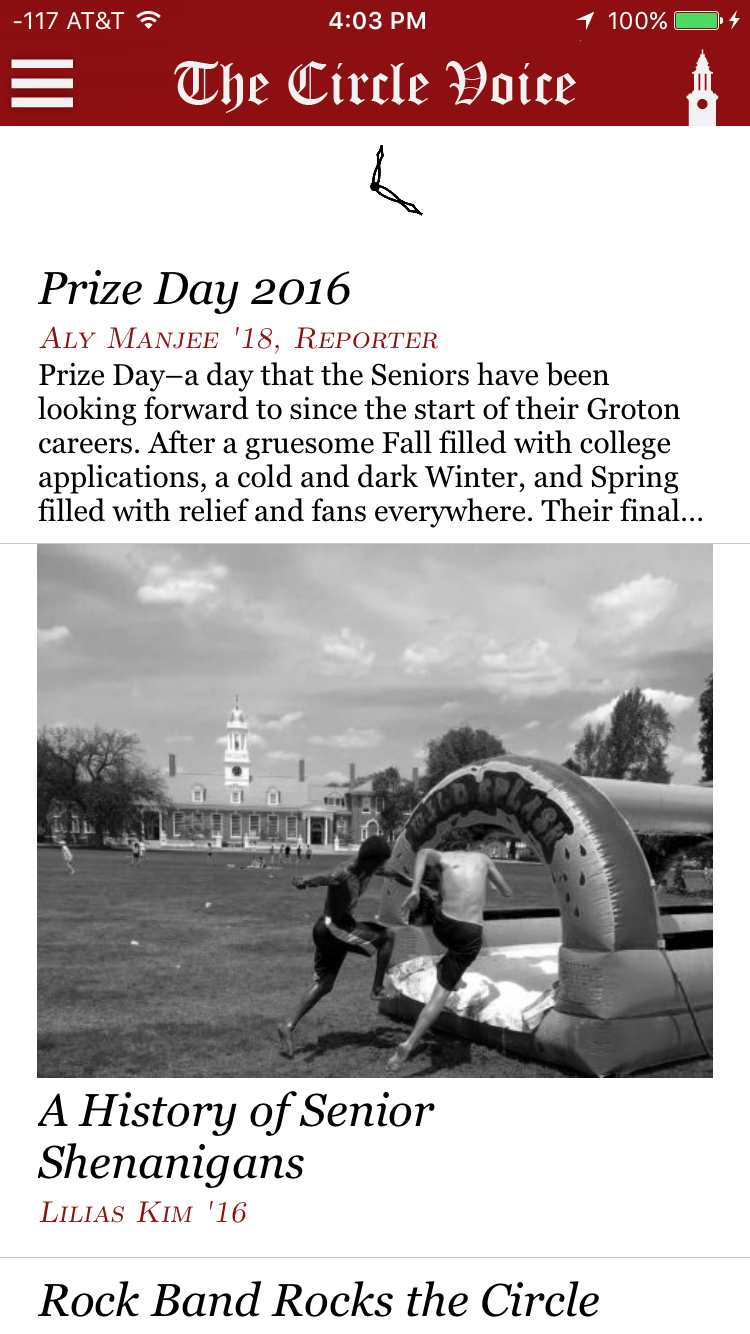 -117 AT&T 4:03 PM 100%
The Circle Voice
Prize Day 2016
ALY MANJEE '18, REPORTER
Prize Day–a day that the Seniors have been
looking forward to since the start of their Groton
careers. After a gruesome Fall filled with college
applications, a cold and dark Winter, and Spring
filled with relief and fans everywhere. Their final...
WILD SPLASH
A History of Senior
Shenanigans
LILIAS KIM '16
Rock Band Rocks the Circle